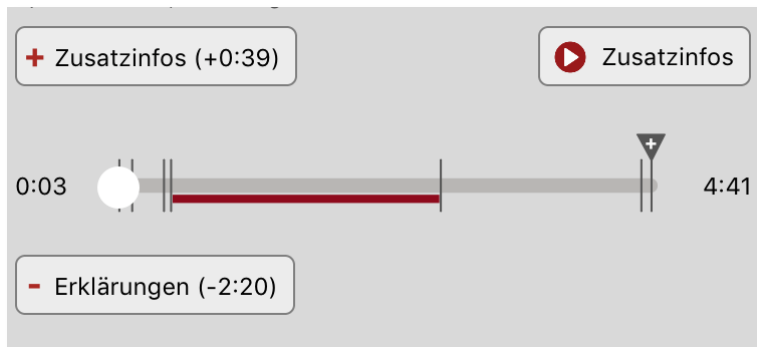 + Zusatzinfos (+0:39)
Zusatzinfos
+
0:03
4:41
- Erklärungen (-2:20)